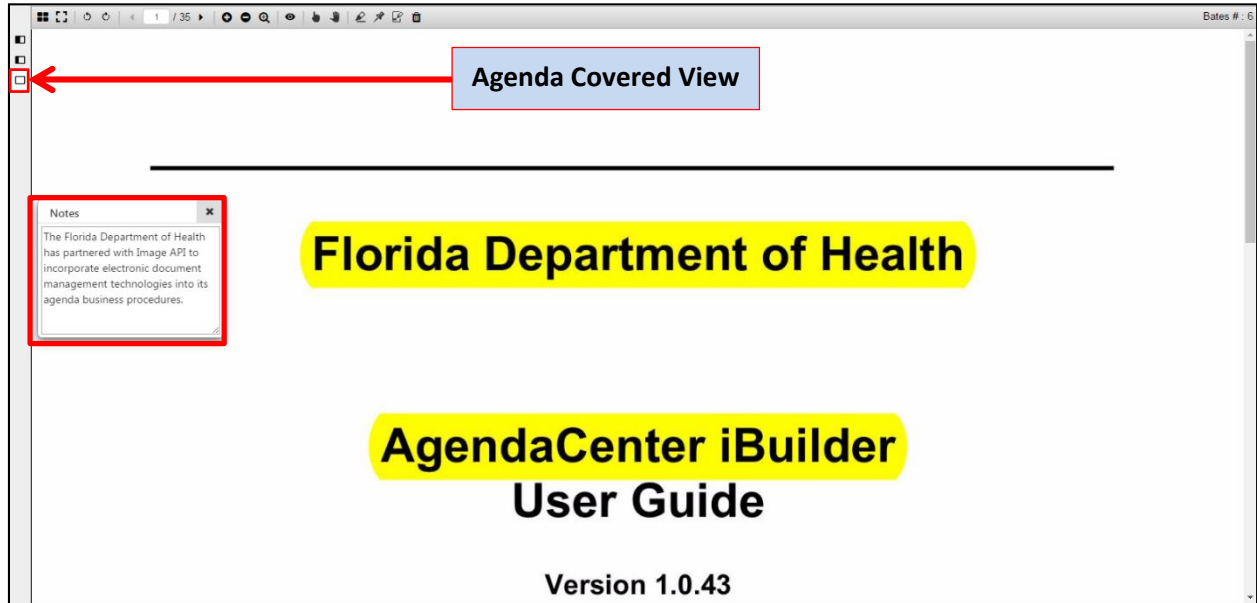 1 / 35
Bates # : 6
Agenda Covered View
Notes
The Florida Department of Health
has partnered with Image API to
incorporate electronic document
management technologies into its
agenda business procedures.
Florida Department of Health
AgendaCenter iBuilder
User Guide
Version 1.0.43